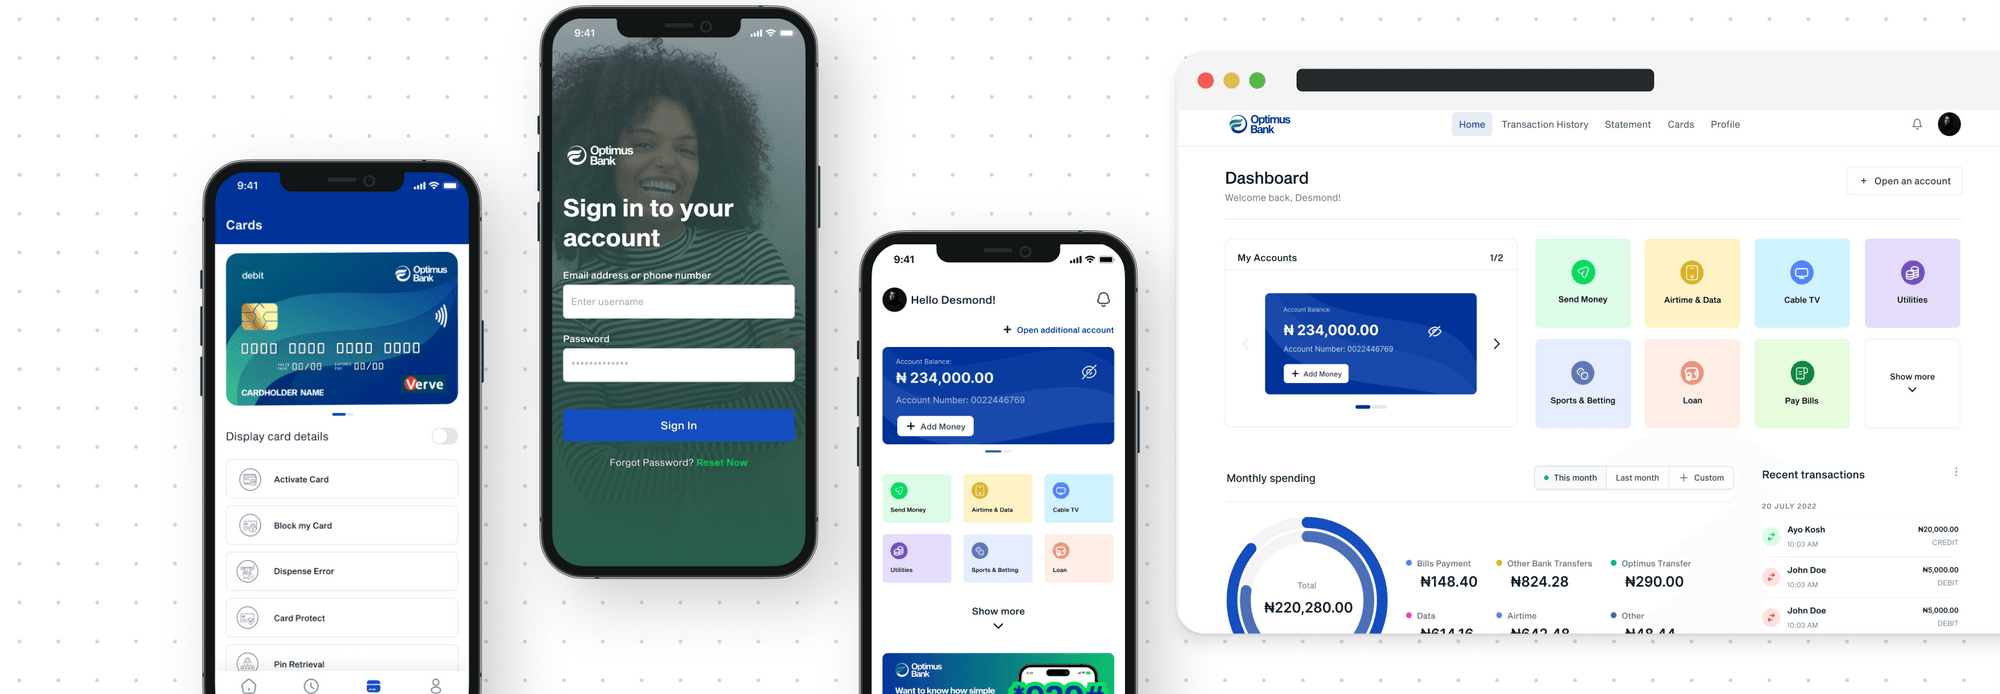 9:41
Cards
debit
Optimus
Bank
0000 0000 0000 0000
00/00
00/00
CARDHOLDER NAME
Verve
Display card details
Activate Card
Block my Card
Dispense Error
Card Protect
Pin Retrieval
9:41
Optimus
Bank
Sign in to your
account
Email address or phone number
Enter username
Password
Sign In
Forgot Password? Reset Now
9:41
Hello Desmond!
+ Open additional account
Account Balance:
₦ 234,000.00
Account Number: 0022446769
+ Add Money
Send Money
Airtime & Data
Cable TV
Utilities
Sports & Betting
Loan
Show more
Optimus
Bank
Want to know how simple
Optimus
Bank
Home
Transaction History
Statement
Cards
Profile
Dashboard
Welcome back, Desmond!
+ Open an account
My Accounts
1/2
Account Balance:
₦ 234,000.00
Account Number: 0022446769
+ Add Money
Send Money
Airtime & Data
Cable TV
Utilities
Sports & Betting
Loan
Pay Bills
Show more
Monthly spending
This month
Last month
+ Custom
Total
₦220,280.00
Bills Payment
₦148.40
Other Bank Transfers
₦824.28
Optimus Transfer
₦290.00
Data
₦614.16
Airtime
₦642.48
Other
₦48.44
Recent transactions
20 JULY 2022
Ayo Kosh
₦20,000.00
10:03 AM
CREDIT
John Doe
₦5,000.00
10:03 AM
DEBIT
John Doe
₦5,000.00
10:03 AM
DEBIT